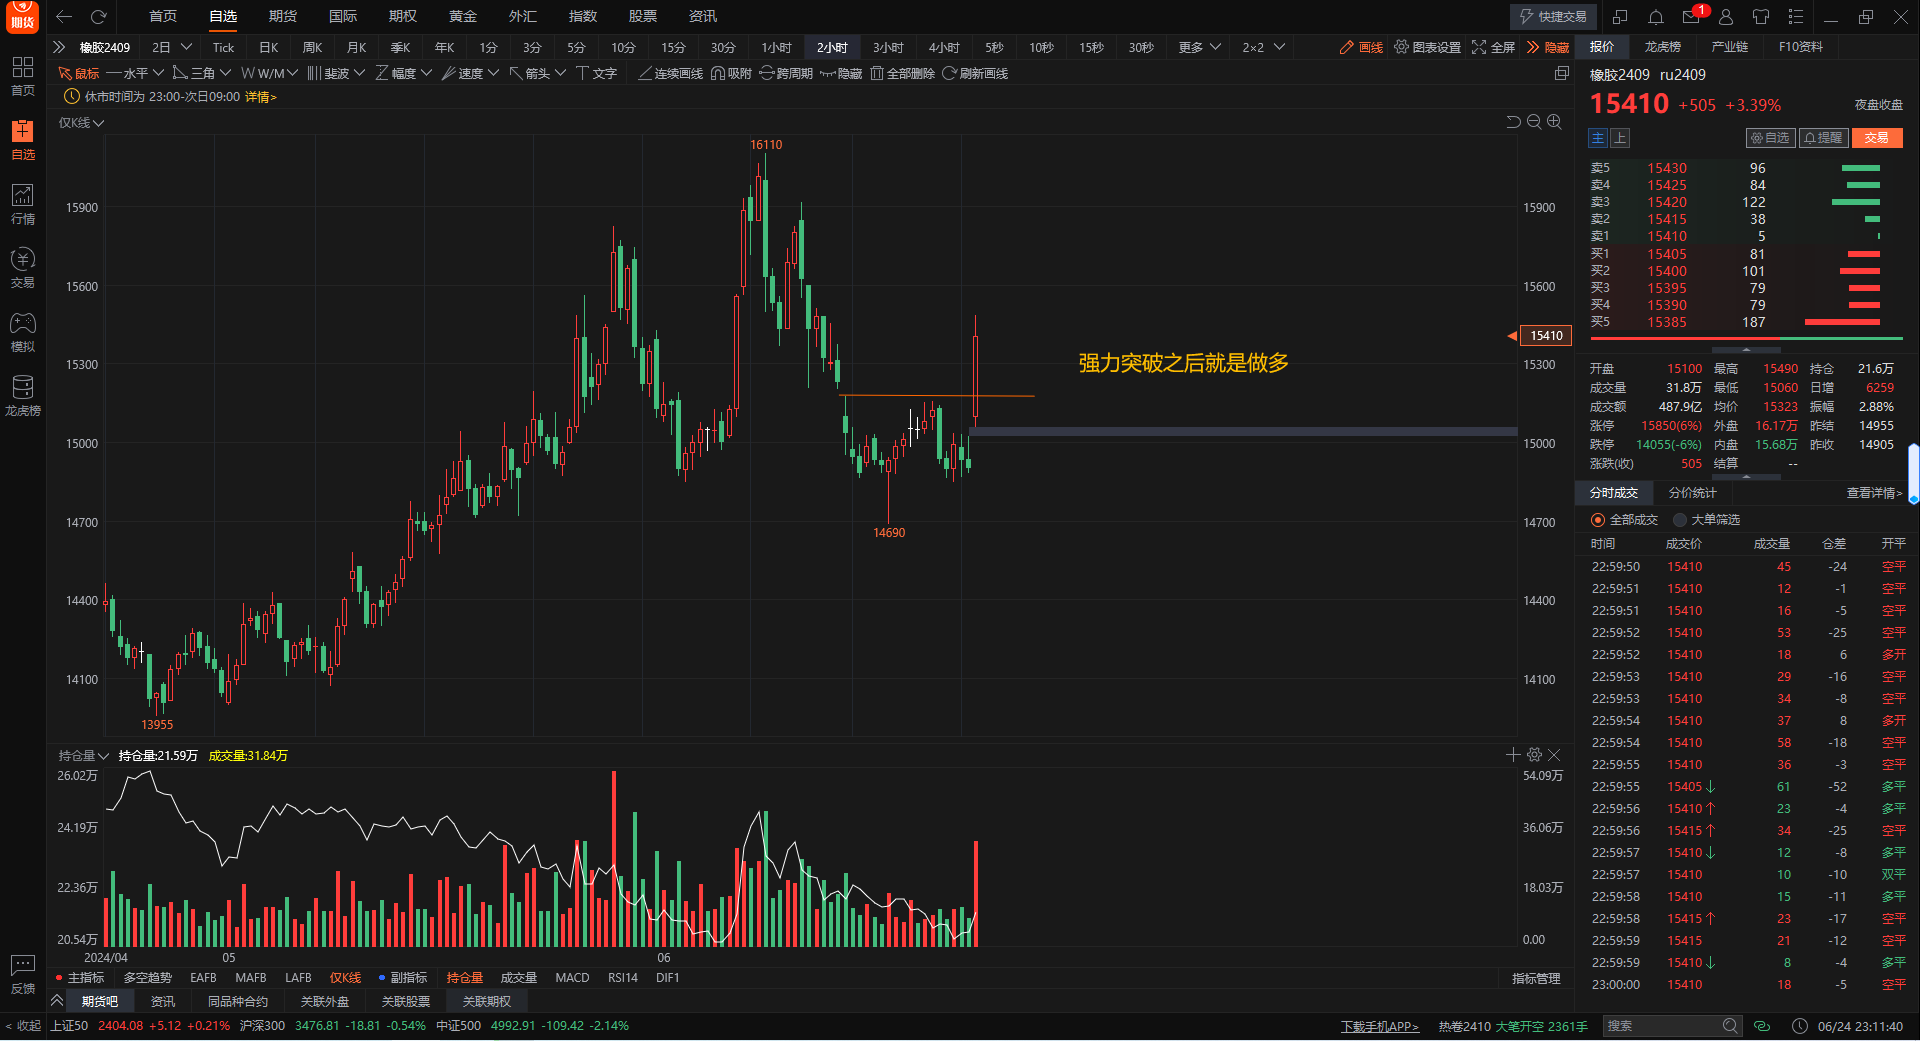 期货
首页 自选 期货 国际 期权 黄金 外汇 指数 股票 资讯
快捷交易 1
橡胶2409 2日 Tick 日K 周K 月K 季K 年K 1分 3分 5分 10分 15分 30分 1小时 2小时 3小时 4小时 5秒 10秒 15秒 30秒 更多 2×2 画线 图表设置 全屏 隐藏
报价 龙虎榜 产业链 F10资料
鼠标 水平 三角 W/M 斐波 幅度 速度 箭头 文字 连续画线 吸附 跨周期 隐藏 全部删除 刷新画线
休市时间为 23:00-次日09:00 详情>
仅K线
首页
自选
行情
交易
模拟
龙虎榜
反馈
16110
15900 15900
15600 15600
15410
15300 15300
强力突破之后就是做多
15000 15000
14700 14700
14690
14400 14400
14100 14100
13955
持仓量 持仓量:21.59万 成交量:31.84万
26.02万 54.09万
24.19万 36.06万
22.36万 18.03万
20.54万 0.00
2024/04 05 06
主指标 多空趋势 EAFB MAFB LAFB 仅K线 副指标 持仓量 成交量 MACD RSI14 DIF1 指标管理
期货吧 资讯 同品种合约 关联外盘 关联股票 关联期权
橡胶2409 ru2409
15410 +505 +3.39% 夜盘收盘
主 上 自选 提醒 交易
卖5 15430 96
卖4 15425 84
卖3 15420 122
卖2 15415 38
卖1 15410 5
买1 15405 81
买2 15400 101
买3 15395 79
买4 15390 79
买5 15385 187
开盘 15100 最高 15490 持仓 21.6万
成交量 31.8万 最低 15060 日增 6259
成交额 487.9亿 均价 15323 振幅 2.88%
涨停 15850(6%) 外盘 16.17万 昨结 14955
跌停 14055(-6%) 内盘 15.68万 昨收 14905
涨跌(收) 505 结算 --
分时成交 分价统计 查看详情>
全部成交 大单筛选
时间 成交价 成交量 仓差 开平
22:59:50 15410 45 -24 空平
22:59:51 15410 12 -1 空平
22:59:51 15410 16 -5 空平
22:59:52 15410 53 -25 空平
22:59:52 15410 18 6 多开
22:59:53 15410 29 -16 空平
22:59:53 15410 34 -8 空平
22:59:54 15410 37 8 多开
22:59:54 15410 58 -18 空平
22:59:55 15410 36 -3 空平
22:59:55 15405↓ 61 -52 多平
22:59:56 15410↑ 23 -4 多平
22:59:56 15415↑ 34 -25 空平
22:59:57 15410↓ 12 -8 多平
22:59:57 15410 10 -10 双平
22:59:58 15410 15 -11 多平
22:59:58 15415↑ 23 -17 空平
22:59:59 15415 21 -12 空平
22:59:59 15410↓ 8 -4 多平
23:00:00 15410 18 -5 空平
< 收起 上证50 2404.08 +5.12 +0.21% 沪深300 3476.81 -18.81 -0.54% 中证500 4992.91 -109.42 -2.14% 下载手机APP> 热卷2410 大笔开空 2361手 搜索 06/24 23:11:40